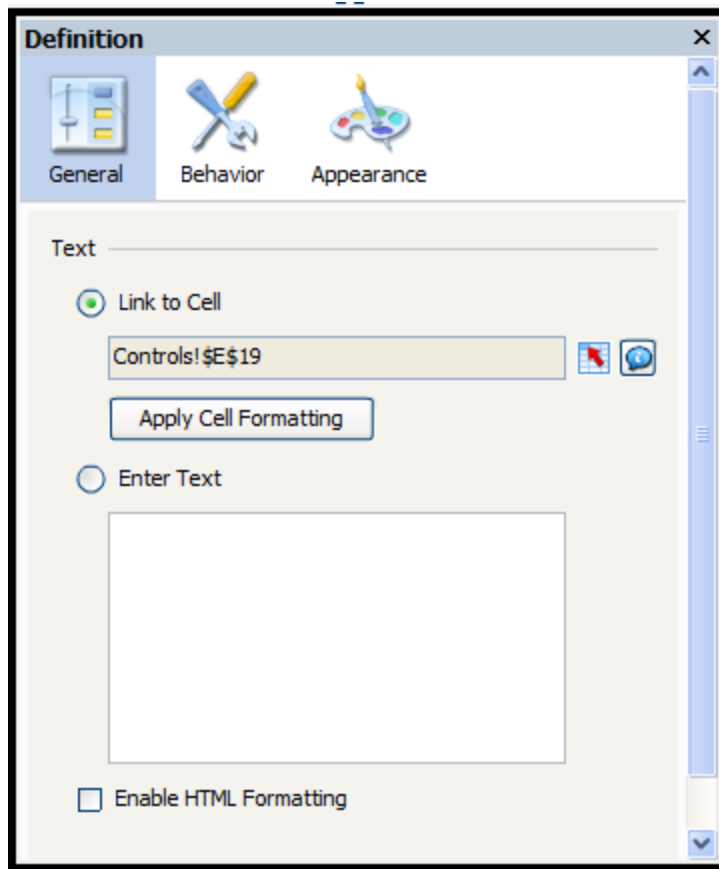 Definition
General Behavior Appearance
Text
Link to Cell
Controls!$E$19
Apply Cell Formatting
Enter Text
Enable HTML Formatting